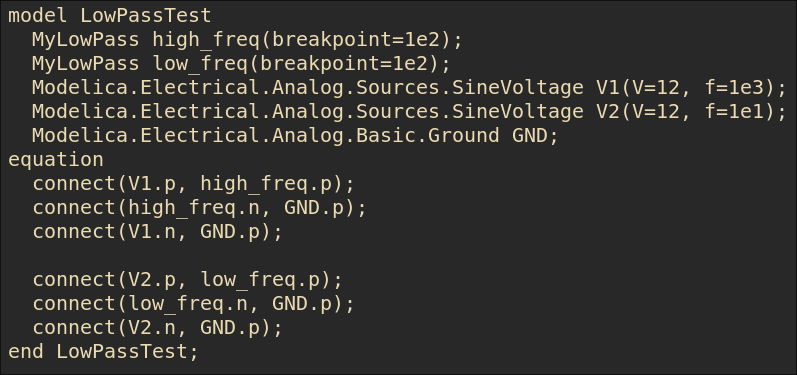 model LowPassTest
  MyLowPass high_freq(breakpoint=1e2);
  MyLowPass low_freq(breakpoint=1e2);
  Modelica.Electrical.Analog.Sources.SineVoltage V1(V=12, f=1e3);
  Modelica.Electrical.Analog.Sources.SineVoltage V2(V=12, f=1e1);
  Modelica.Electrical.Analog.Basic.Ground GND;
equation
  connect(V1.p, high_freq.p);
  connect(high_freq.n, GND.p);
  connect(V1.n, GND.p);

  connect(V2.p, low_freq.p);
  connect(low_freq.n, GND.p);
  connect(V2.n, GND.p);
end LowPassTest;